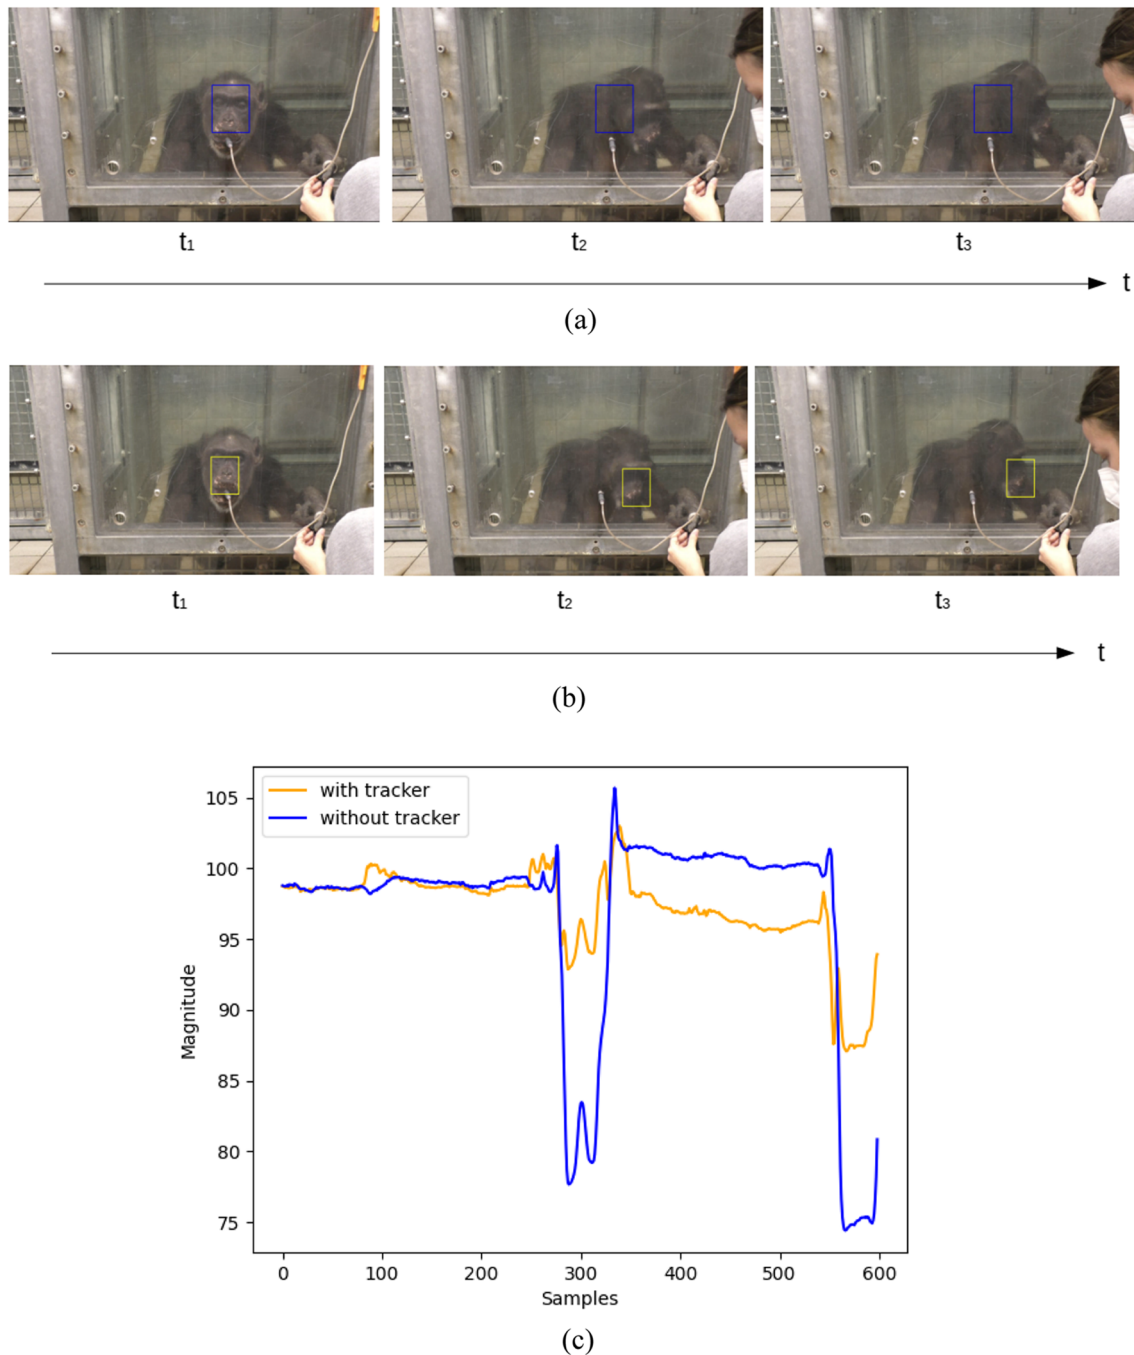 t₁ t₂ t₃
t
(a)
t₁ t₂ t₃
t
(b)
with tracker
without tracker
105
100
95
90
85
80
75
Magnitude
0 100 200 300 400 500 600
Samples
(c)